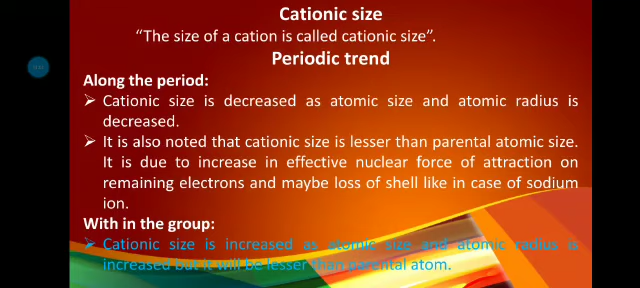 Cationic size
“The size of a cation is called cationic size”.
Periodic trend
Along the period:
➢ Cationic size is decreased as atomic size and atomic radius is
decreased.
➢ It is also noted that cationic size is lesser than parental atomic size.
It is due to increase in effective nuclear force of attraction on
remaining electrons and maybe loss of shell like in case of sodium
ion.
With in the group:
➢ Cationic size is increased as atomic size and atomic radius is
increased but it will be lesser than parental atom.